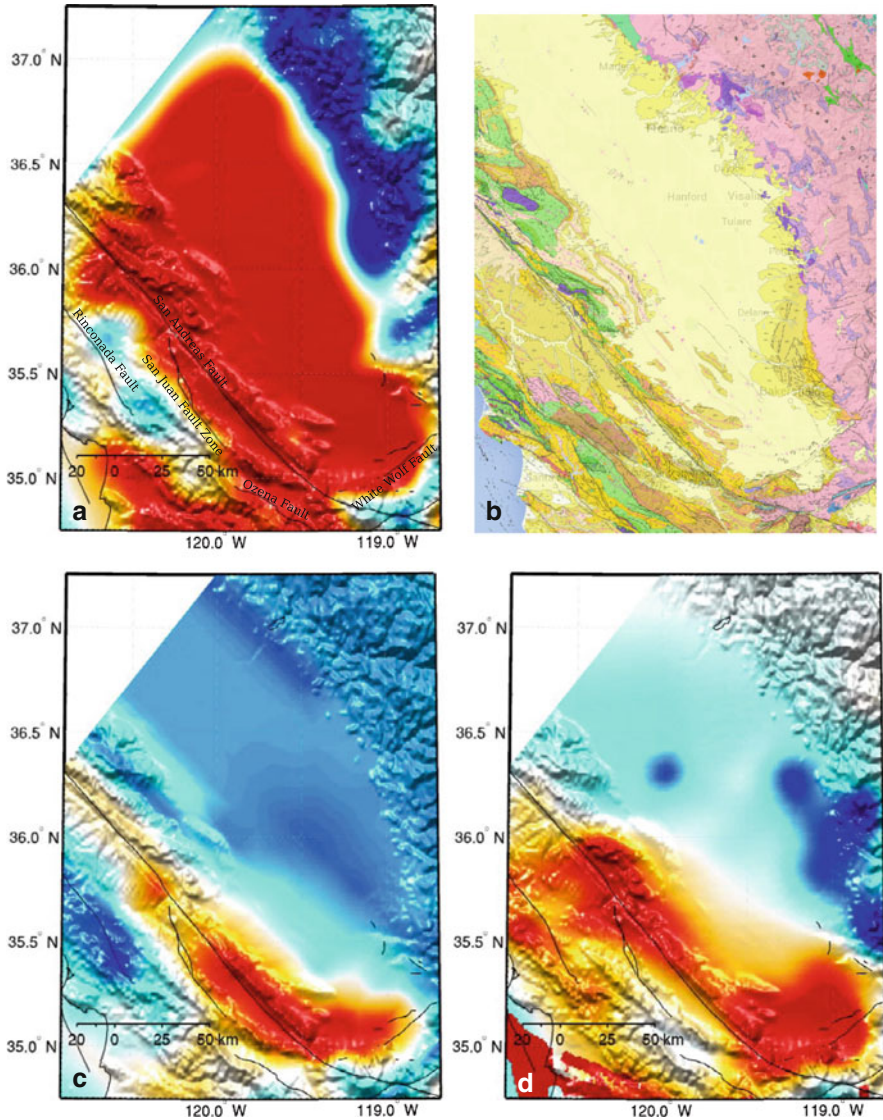 37.0° N
36.5° N
36.0° N
35.5° N
35.0° N
Rinconada Fault
San Andreas Fault
San Juan Fault Zone
Ozena Fault
White Wolf Fault
20 0 50 km
a
120.0° W 119.0° W
Fresno
Hanford
Visalia
Tulare
Delano
b
37.0° N
36.5° N
36.0° N
35.5° N
35.0° N
20 0 50 km
c
120.0° W 119.0° W
37.0° N
36.5° N
36.0° N
35.5° N
35.0° N
20 0 50 km
d
120.0° W 119.0° W